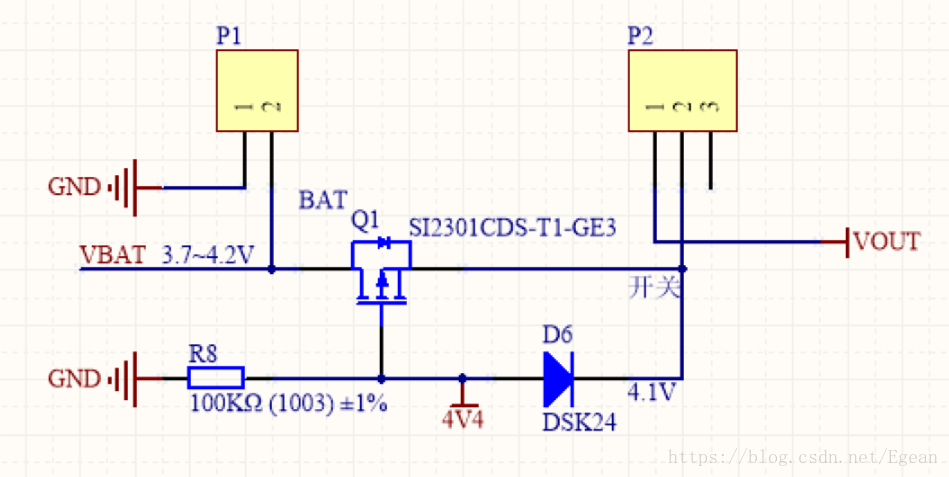 P1
P2
1
2
1
2
3
GND
BAT
Q1
SI2301CDS-T1-GE3
VBAT 3.7~4.2V
VOUT
开关
R8
D6
GND
100KΩ (1003) ±1%
4V4
4.1V
DSK24
https://blog.csdn.net/Egean